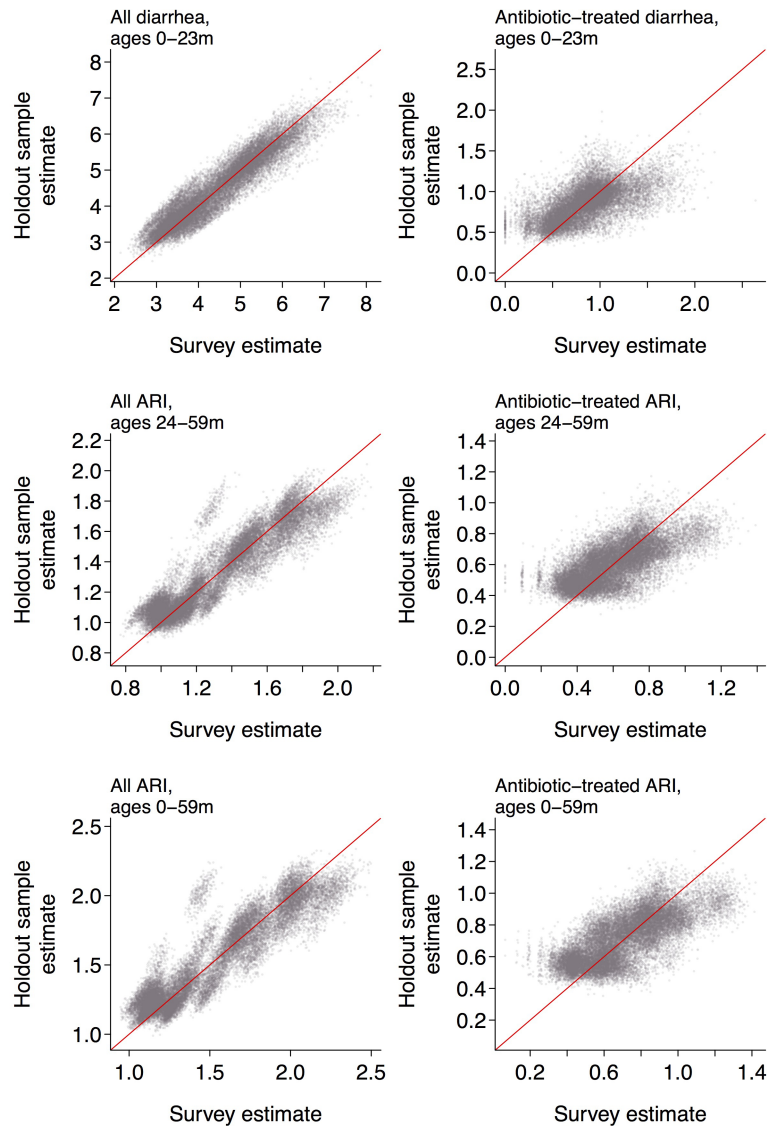 All diarrhea,
ages 0−23m
8
7
6
5
4
3
2
2 3 4 5 6 7 8
Holdout sample
estimate
Survey estimate
Antibiotic−treated diarrhea,
ages 0−23m
2.5
2.0
1.5
1.0
0.5
0.0
0.0 1.0 2.0
Holdout sample
estimate
Survey estimate
All ARI,
ages 24−59m
2.2
2.0
1.8
1.6
1.4
1.2
1.0
0.8
0.8 1.2 1.6 2.0
Holdout sample
estimate
Survey estimate
Antibiotic−treated ARI,
ages 24−59m
1.4
1.2
1.0
0.8
0.6
0.4
0.2
0.0
0.0 0.4 0.8 1.2
Holdout sample
estimate
Survey estimate
All ARI,
ages 0−59m
2.5
2.0
1.5
1.0
1.0 1.5 2.0 2.5
Holdout sample
estimate
Survey estimate
Antibiotic−treated ARI,
ages 0−59m
1.4
1.2
1.0
0.8
0.6
0.4
0.2
0.2 0.6 1.0 1.4
Holdout sample
estimate
Survey estimate